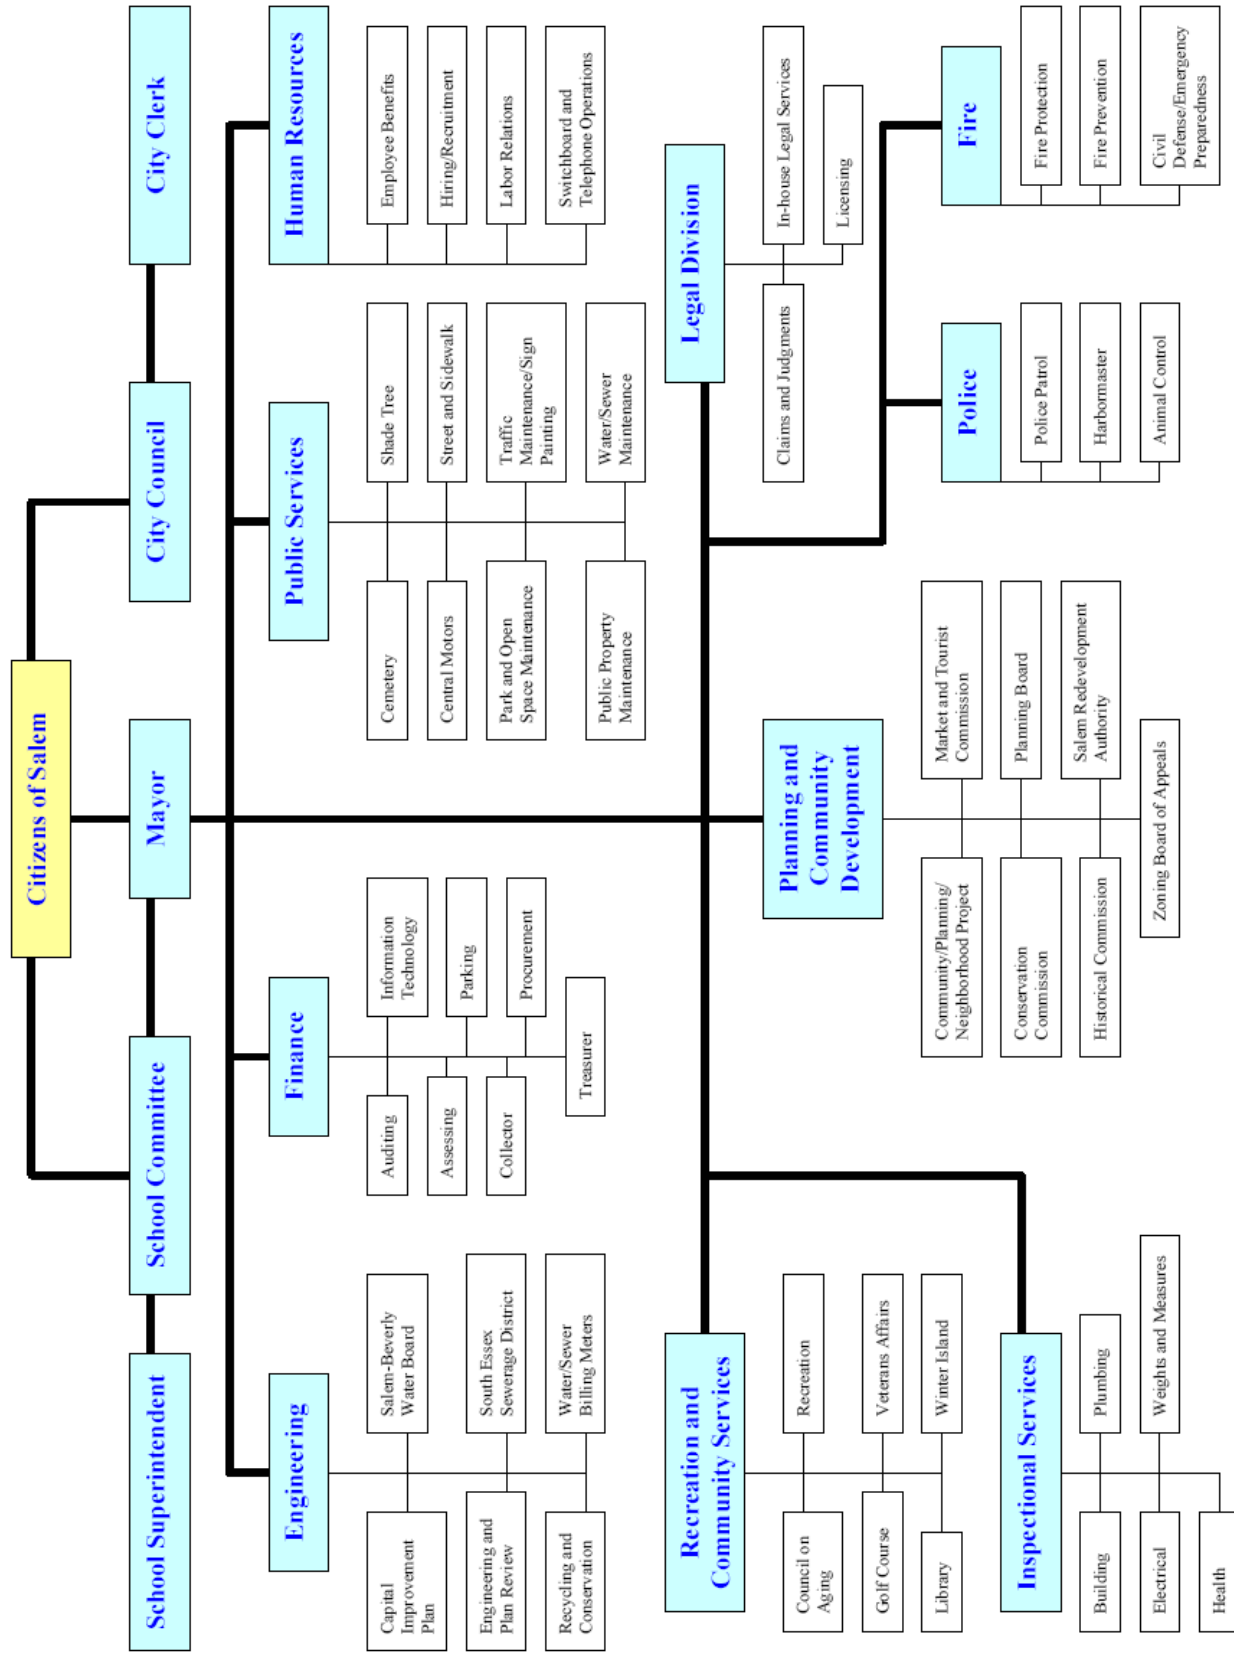 Citizens of Salem
School Superintendent
School Committee
Mayor
City Council
City Clerk
Engineering
Finance
Public Services
Human Resources
Capital
Improvement
Plan
Salem-Beverly
Water Board
Engineering and
Plan Review
South Essex
Sewerage District
Recycling and
Conservation
Water/Sewer
Billing Meters
Auditing
Information
Technology
Assessing
Parking
Collector
Procurement
Treasurer
Cemetery
Shade Tree
Central Motors
Street and Sidewalk
Park and Open
Space Maintenance
Traffic
Maintenance/Sign
Painting
Public Property
Maintenance
Water/Sewer
Maintenance
Employee Benefits
Hiring/Recruitment
Labor Relations
Switchboard and
Telephone Operations
Recreation and
Community Services
Planning and
Community
Development
Legal Division
Council on
Aging
Recreation
Golf Course
Veterans Affairs
Library
Winter Island
Community/Planning/
Neighborhood Project
Market and Tourist
Commission
Conservation
Commission
Planning Board
Historical Commission
Salem Redevelopment
Authority
Zoning Board of Appeals
Claims and Judgments
In-house Legal Services
Licensing
Inspectional Services
Police
Fire
Building
Plumbing
Electrical
Weights and Measures
Health
Police Patrol
Harbormaster
Animal Control
Fire Protection
Fire Prevention
Civil
Defense/Emergency
Preparedness